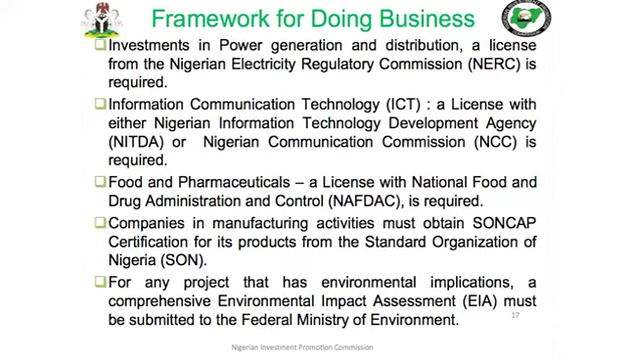 Framework for Doing Business
Investments in Power generation and distribution, a license
from the Nigerian Electricity Regulatory Commission (NERC) is
required.
Information Communication Technology (ICT) : a License with
either Nigerian Information Technology Development Agency
(NITDA) or Nigerian Communication Commission (NCC) is
required.
Food and Pharmaceuticals – a License with National Food and
Drug Administration and Control (NAFDAC), is required.
Companies in manufacturing activities must obtain SONCAP
Certification for its products from the Standard Organization of
Nigeria (SON).
For any project that has environmental implications, a
comprehensive Environmental Impact Assessment (EIA) must
be submitted to the Federal Ministry of Environment.
17
Nigerian Investment Promotion Commission